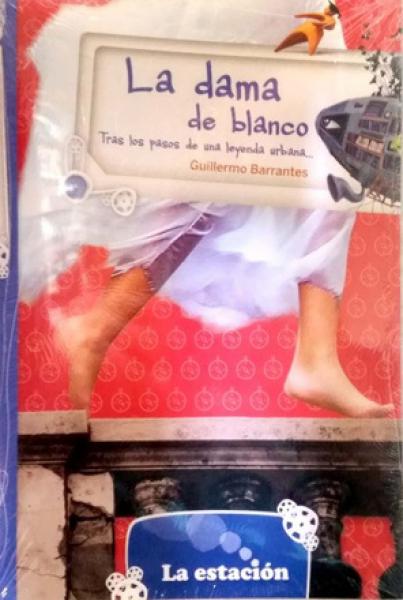 La dama
de blanco
Tras los pasos de una leyenda urbana...
Guillermo Barrantes
La estación